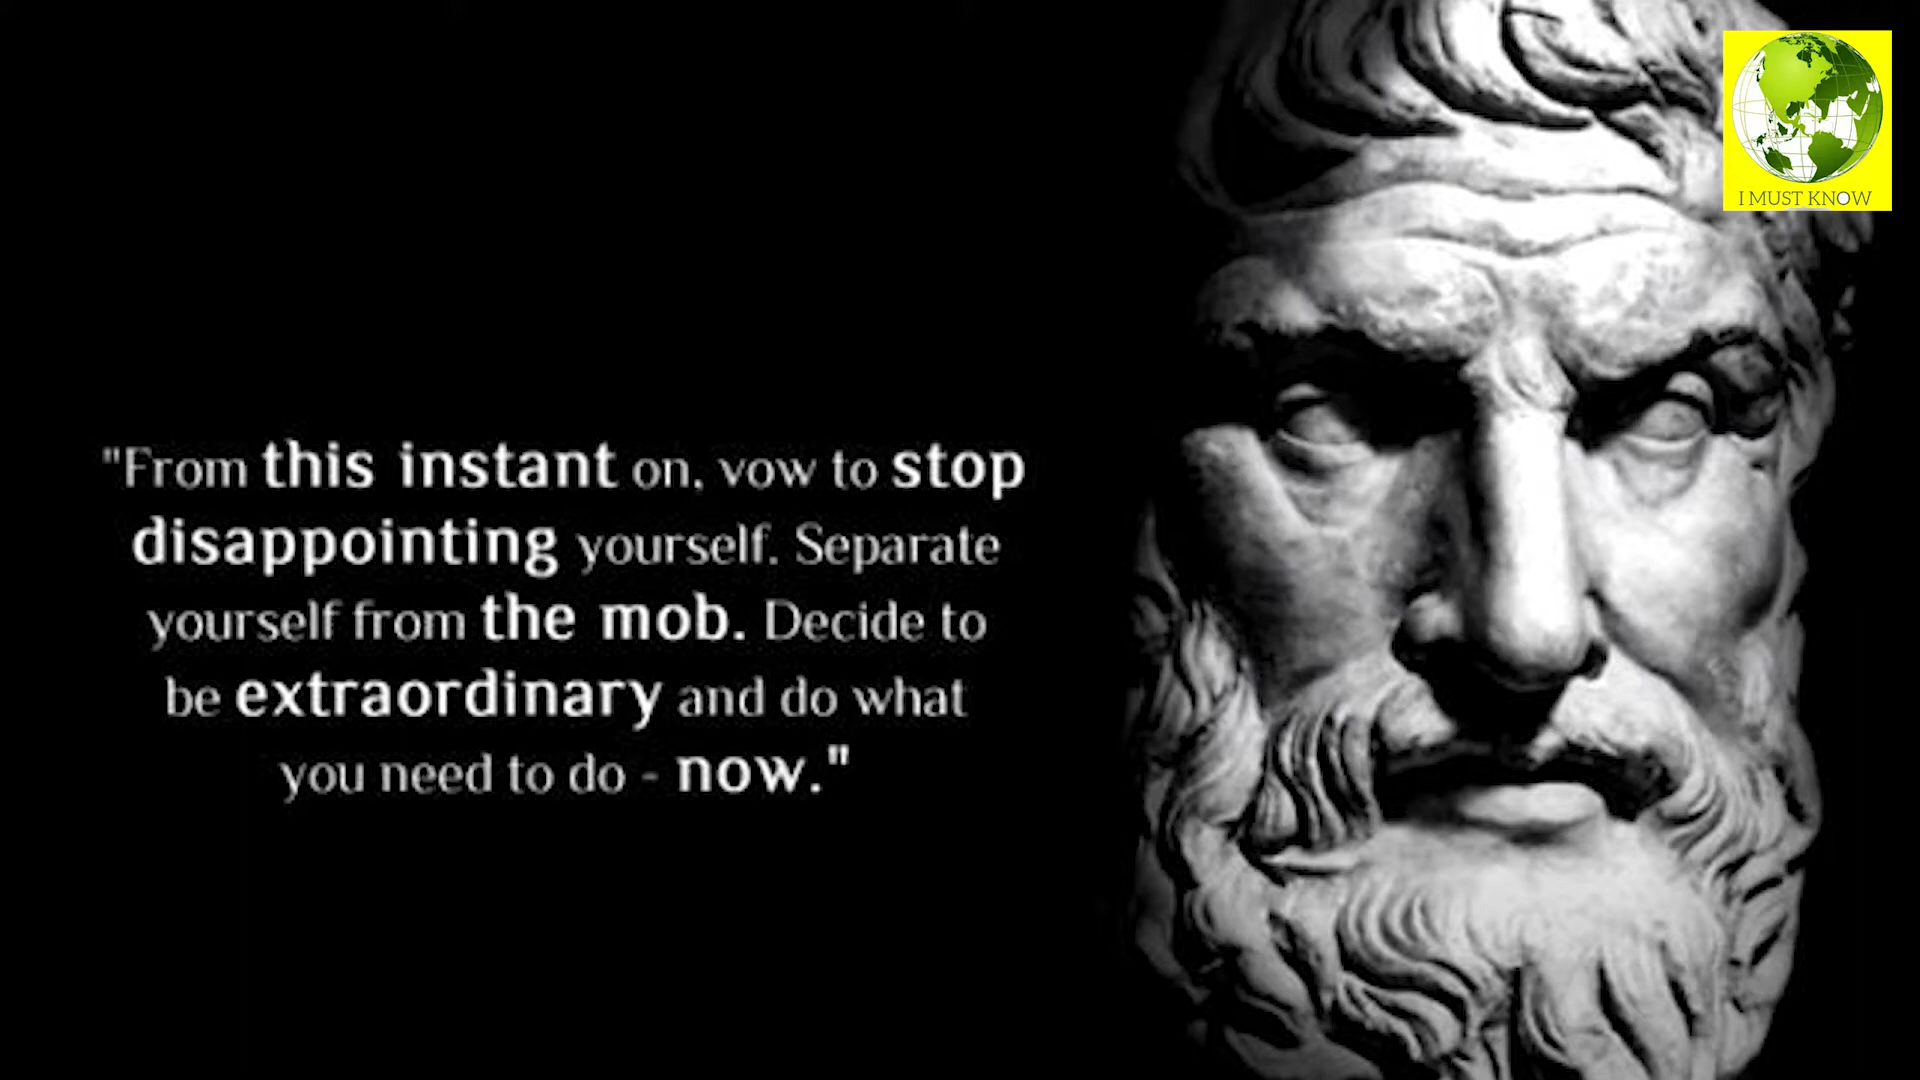 "From this instant on, vow to stop
disappointing yourself. Separate
yourself from the mob. Decide to
be extraordinary and do what
you need to do - now."
I MUST KNOW